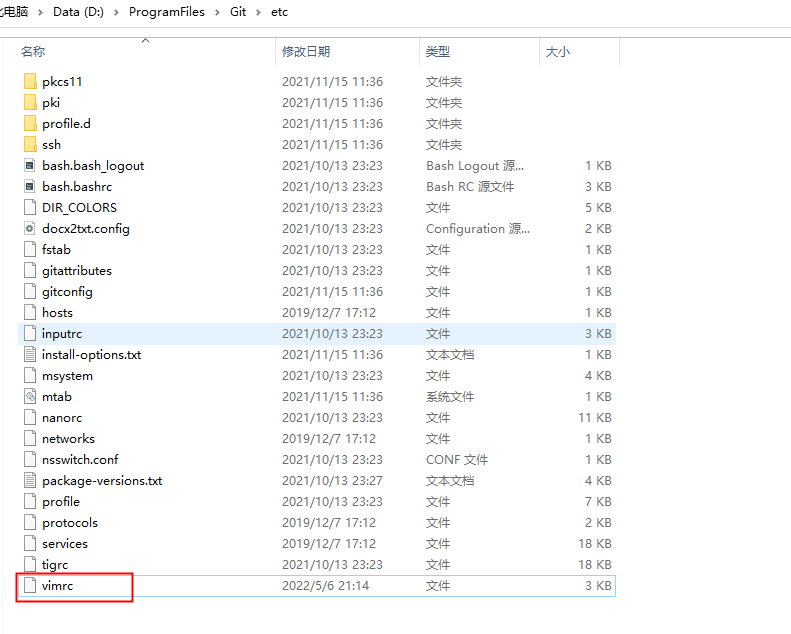 电脑 > Data (D:) > ProgramFiles > Git > etc
名称 修改日期 类型 大小
pkcs11 2021/11/15 11:36 文件夹
pki 2021/11/15 11:36 文件夹
profile.d 2021/11/15 11:36 文件夹
ssh 2021/11/15 11:36 文件夹
bash.bash_logout 2021/10/13 23:23 Bash Logout 源... 1 KB
bash.bashrc 2021/10/13 23:23 Bash RC 源文件 3 KB
DIR_COLORS 2021/10/13 23:23 文件 5 KB
docx2txt.config 2021/10/13 23:23 Configuration 源... 2 KB
fstab 2021/10/13 23:23 文件 1 KB
gitattributes 2021/10/13 23:23 文件 1 KB
gitconfig 2021/11/15 11:36 文件 1 KB
hosts 2019/12/7 17:12 文件 1 KB
inputrc 2021/10/13 23:23 文件 3 KB
install-options.txt 2021/11/15 11:36 文本文档 1 KB
msystem 2021/10/13 23:23 文件 4 KB
mtab 2021/11/15 11:36 系统文件 1 KB
nanorc 2021/10/13 23:23 文件 11 KB
networks 2019/12/7 17:12 文件 1 KB
nsswitch.conf 2021/10/13 23:23 CONF 文件 1 KB
package-versions.txt 2021/10/13 23:27 文本文档 4 KB
profile 2021/10/13 23:23 文件 7 KB
protocols 2019/12/7 17:12 文件 2 KB
services 2019/12/7 17:12 文件 18 KB
tigrc 2021/10/13 23:23 文件 18 KB
vimrc 2022/5/6 21:14 文件 3 KB